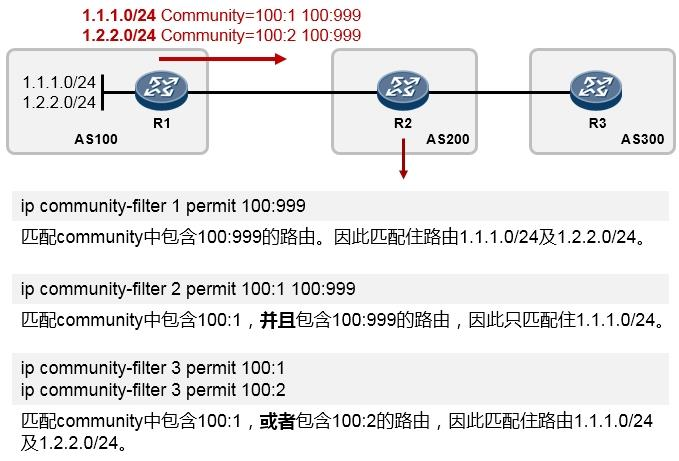 1.1.1.0/24 Community=100:1 100:999
1.2.2.0/24 Community=100:2 100:999
1.1.1.0/24
1.2.2.0/24
R1
R2
R3
AS100
AS200
AS300
ip community-filter 1 permit 100:999
匹配community中包含100:999的路由。因此匹配住路由1.1.1.0/24及1.2.2.0/24。
ip community-filter 2 permit 100:1 100:999
匹配community中包含100:1，并且包含100:999的路由，因此只匹配住1.1.1.0/24。
ip community-filter 3 permit 100:1
ip community-filter 3 permit 100:2
匹配community中包含100:1，或者包含100:2的路由，因此匹配住路由1.1.1.0/24
及1.2.2.0/24。